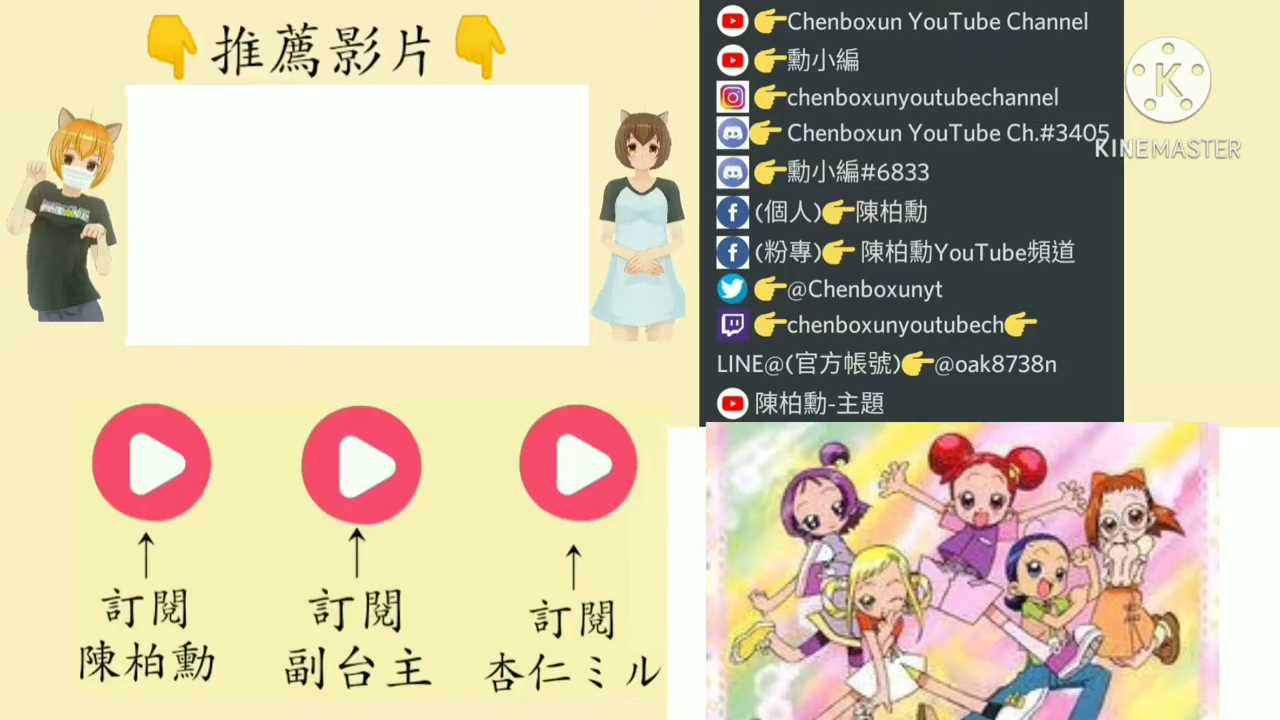 👇推薦影片👇
👉Chenboxun YouTube Channel
👉勳小編
👉chenboxunyoutubechannel
👉 Chenboxun YouTube Ch.#3405
👉勳小編#6833
(個人)👉陳柏勳
(粉專)👉 陳柏勳YouTube頻道
👉@Chenboxunyt
👉chenboxunyoutubech👉
LINE@(官方帳號)👉@oak8738n
陳柏勳-主題
K
KINEMASTER
訂閱
陳柏勳
訂閱
副台主
訂閱
杏仁ミル